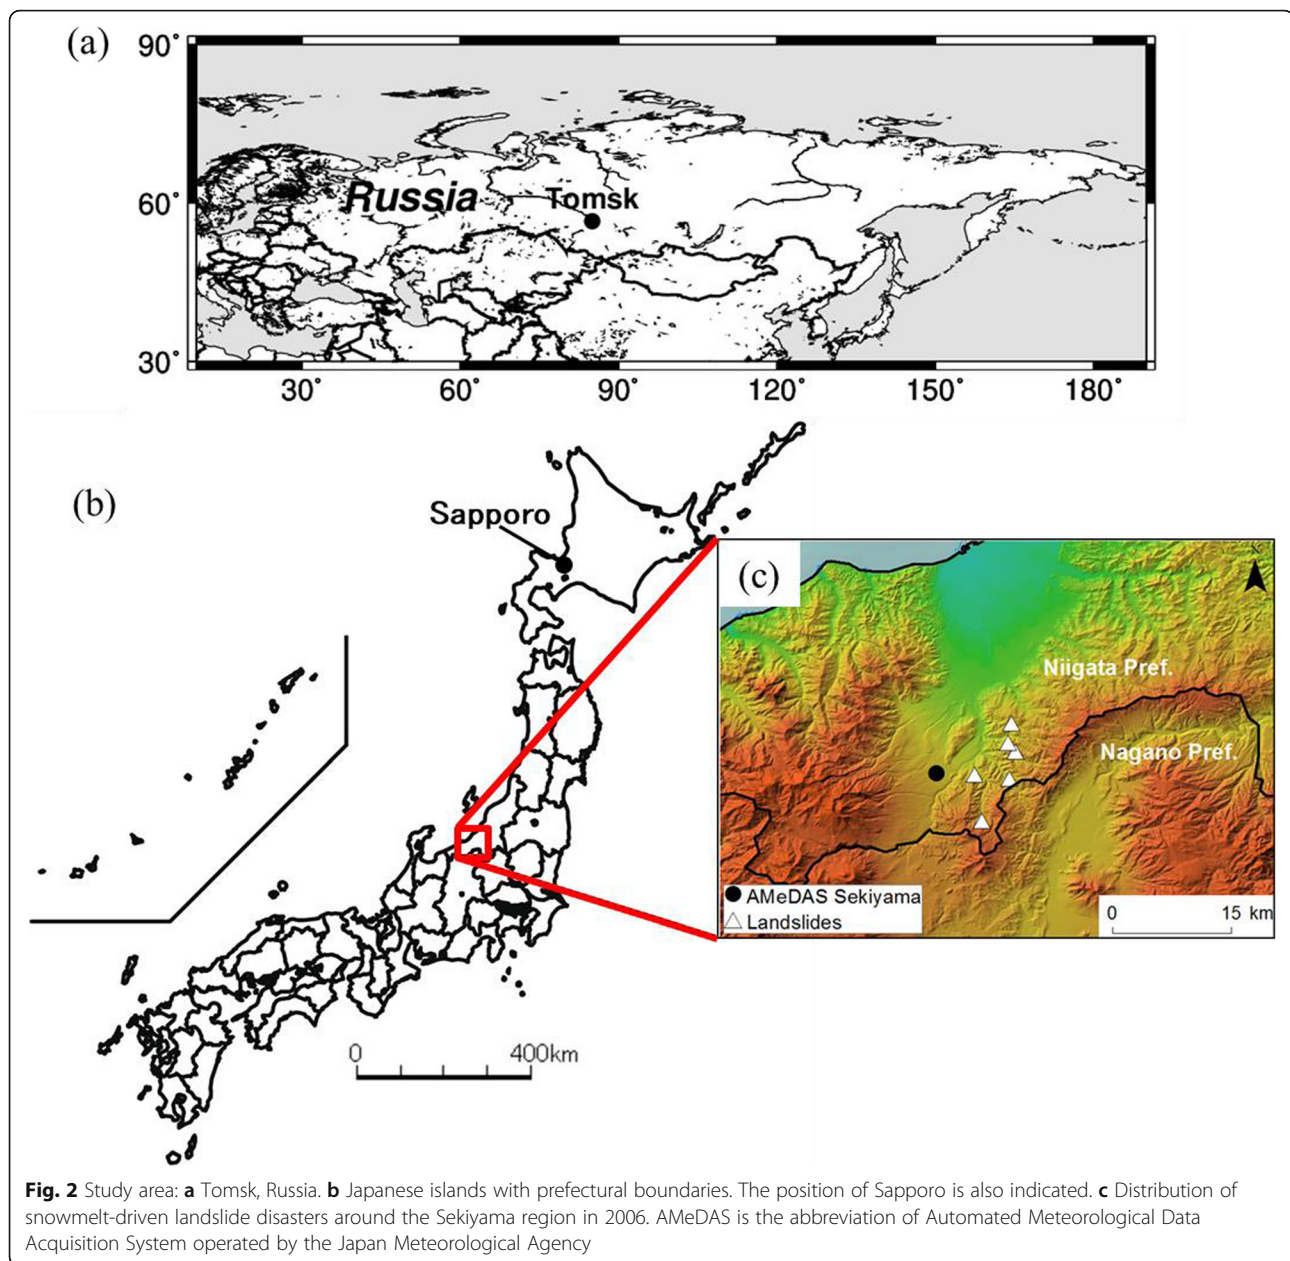 (a)
90°
60°
30°
Russia
Tomsk
30° 60° 90° 120° 150° 180°
(b)
Sapporo
0 400km
(c)
Niigata Pref.
Nagano Pref.
AMeDAS Sekiyama
Landslides
0 15 km
Fig. 2 Study area: a Tomsk, Russia. b Japanese islands with prefectural boundaries. The position of Sapporo is also indicated. c Distribution of
snowmelt-driven landslide disasters around the Sekiyama region in 2006. AMeDAS is the abbreviation of Automated Meteorological Data
Acquisition System operated by the Japan Meteorological Agency